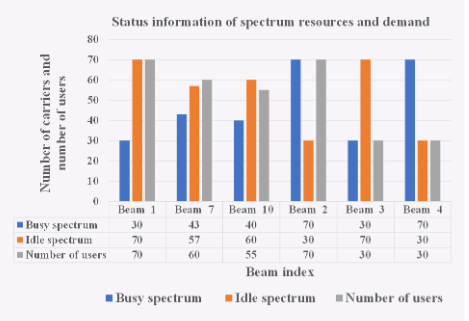 Status information of spectrum resources and demand
Number of carriers and
number of users
80
70
60
50
40
30
20
10
0
Beam 1 Beam 7 Beam 10 Beam 2 Beam 3 Beam 4
Busy spectrum 30 43 40 70 30 70
Idle spectrum 70 57 60 30 70 30
Number of users 70 60 55 70 30 30
Beam index
Busy spectrum Idle spectrum Number of users